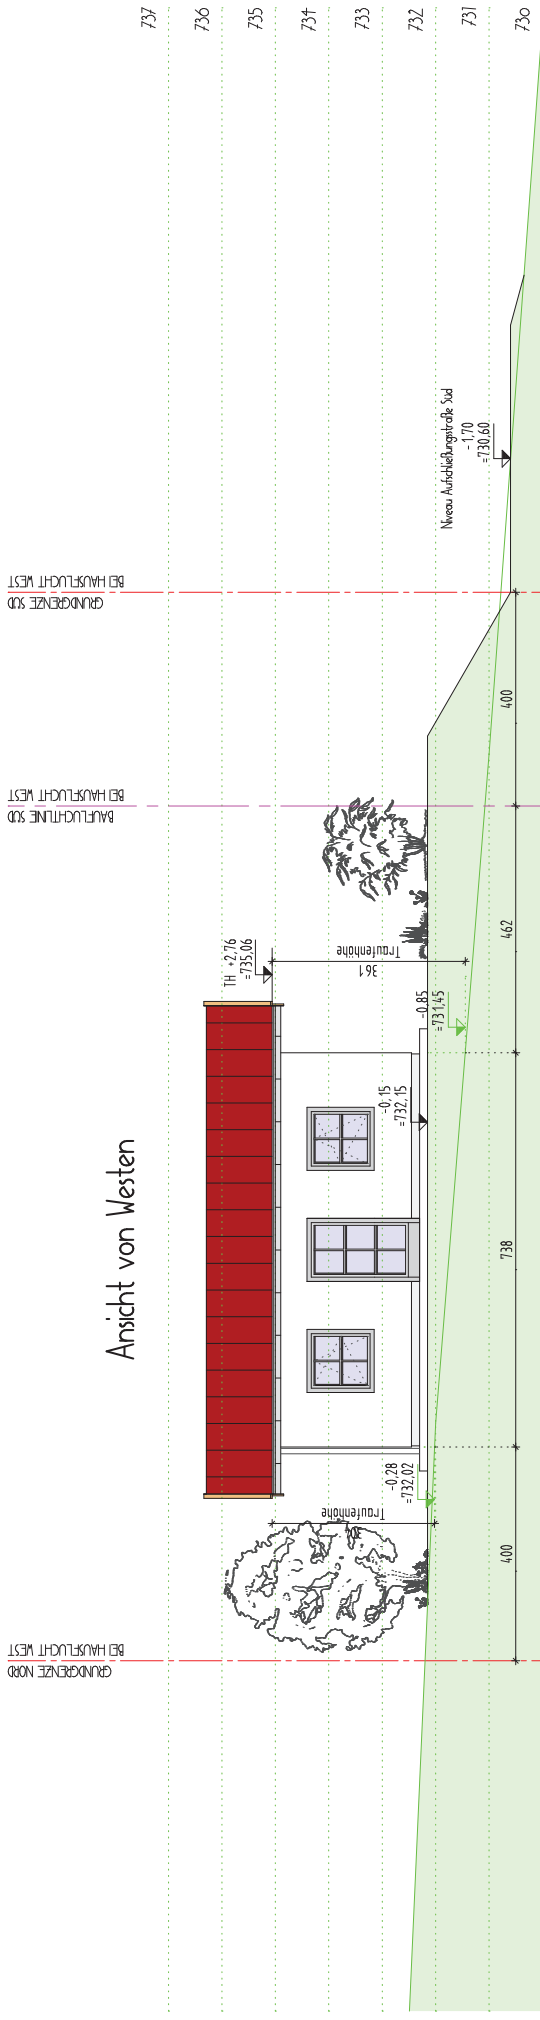 Ansicht von Westen
737
736
735
734
733
732
731
730
GRUNDGRENZE NORD
BEI HAUSFLUCHT WEST
BAUFLUCHTLINIE SÜD
BEI HAUSFLUCHT WEST
GRUNDGRENZE SÜD
BEI HAUSFLUCHT WEST
Traufenhöhe
-0,28
=732,02
-0,15
=732,15
-0,85
=731,45
TH +2,76
=735,06
Traufenhöhe
361
Niveau Aufschließungsstraße Süd
-1,70
=730,60
400
738
462
400